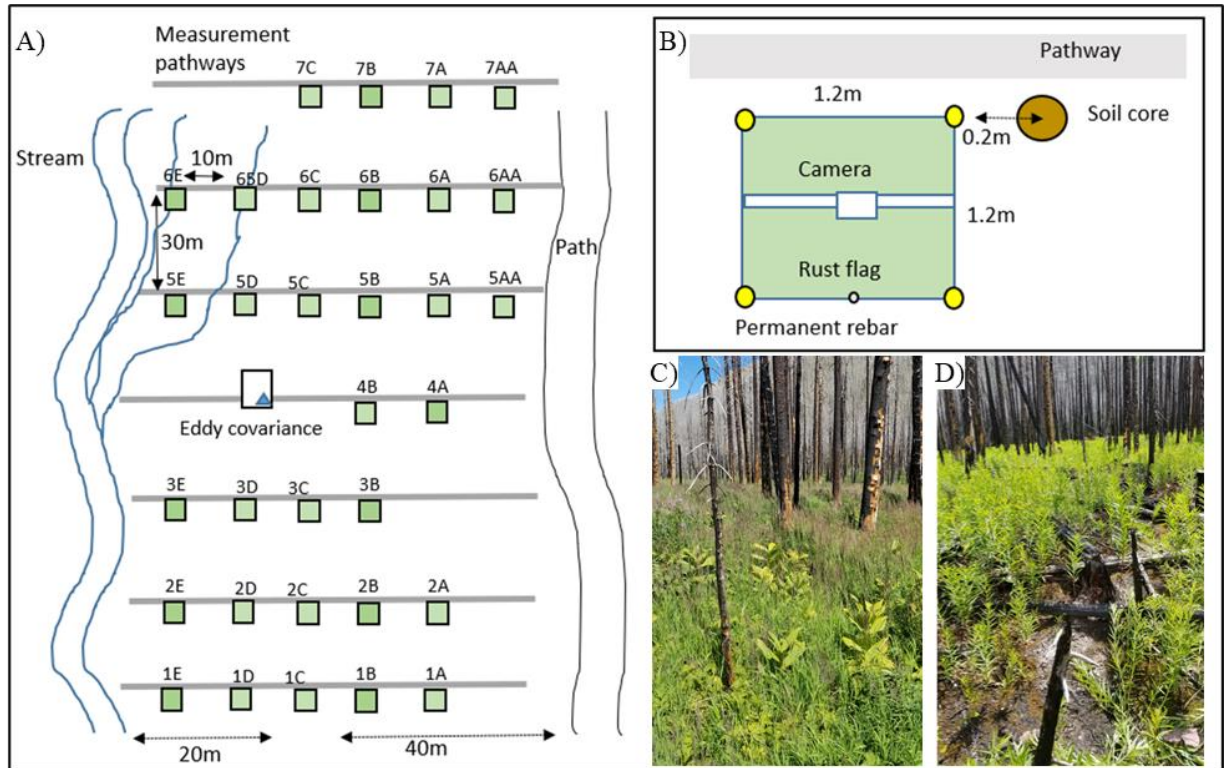 A)
Measurement
pathways
7C 7B 7A 7AA
Stream
10m
6E 65D 6C 6B 6A 6AA
30m
Path
5E 5D 5C 5B 5A 5AA
4B 4A
Eddy covariance
3E 3D 3C 3B
2E 2D 2C 2B 2A
1E 1D 1C 1B 1A
20m 40m
B)
Pathway
1.2m
Soil core
0.2m
Camera
1.2m
Rust flag
Permanent rebar
C)
D)